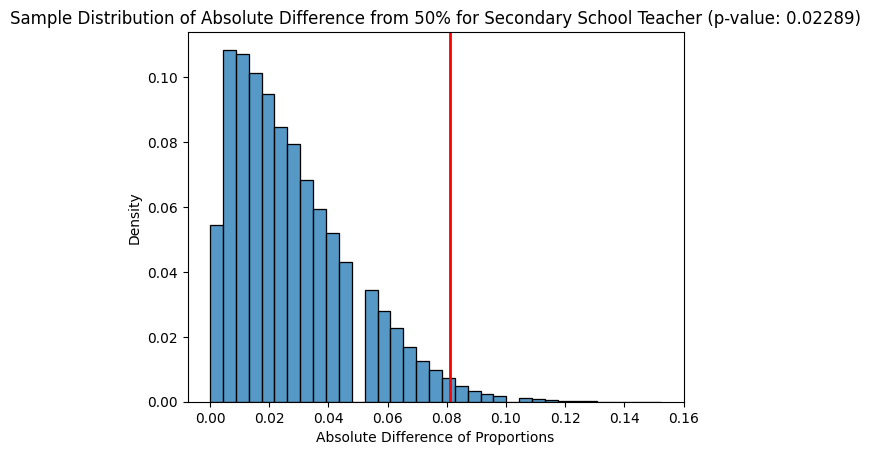 Sample Distribution of Absolute Difference from 50% for Secondary School Teacher (p-value: 0.02289)
0.10
0.08
0.06
0.04
0.02
0.00
Density
0.00 0.02 0.04 0.06 0.08 0.10 0.12 0.14 0.16
Absolute Difference of Proportions